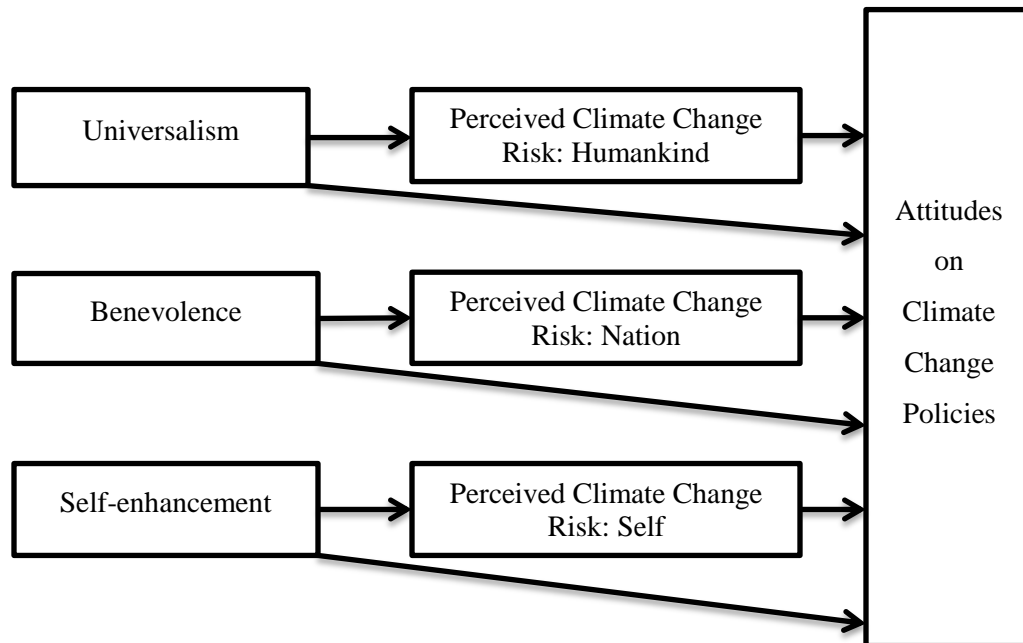 Universalism
Perceived Climate Change
Risk: Humankind
Benevolence
Perceived Climate Change
Risk: Nation
Self-enhancement
Perceived Climate Change
Risk: Self
Attitudes
on
Climate
Change
Policies